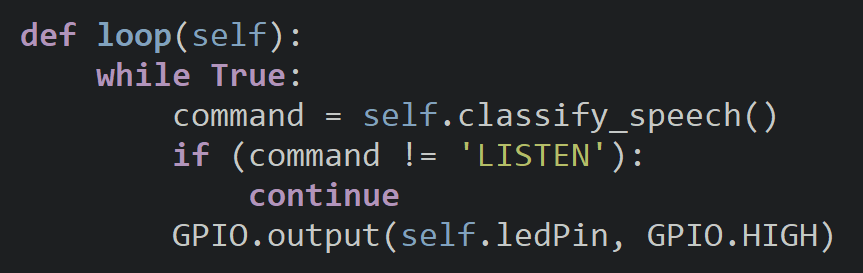 def loop(self):
    while True:
        command = self.classify_speech()
        if (command != 'LISTEN'):
            continue
        GPIO.output(self.ledPin, GPIO.HIGH)